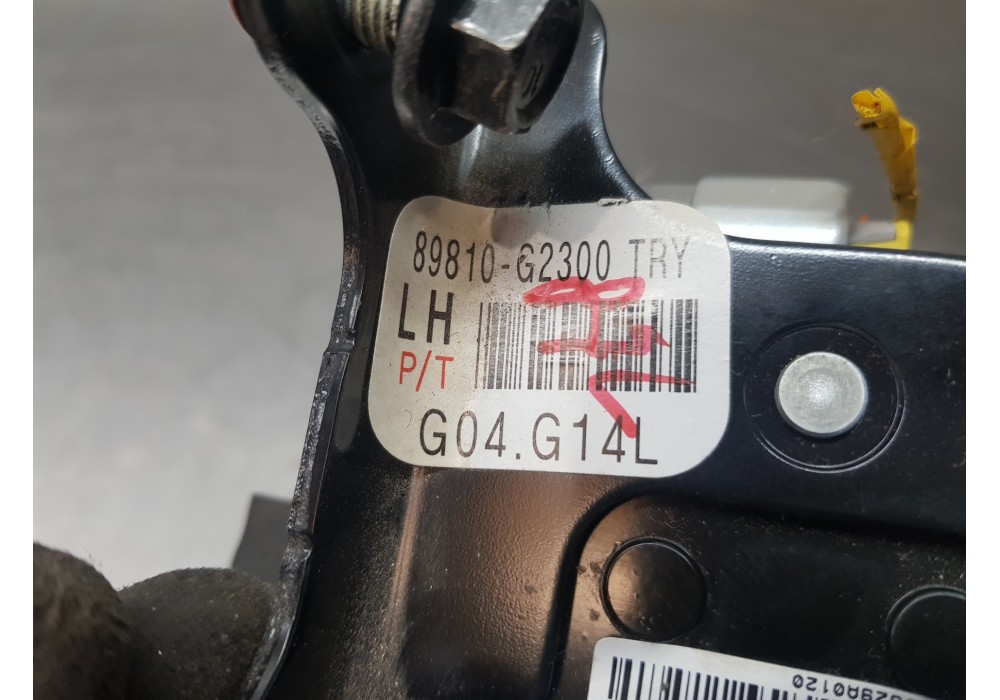 89810-G2300 TRY
LH
P/T
G04.G14L